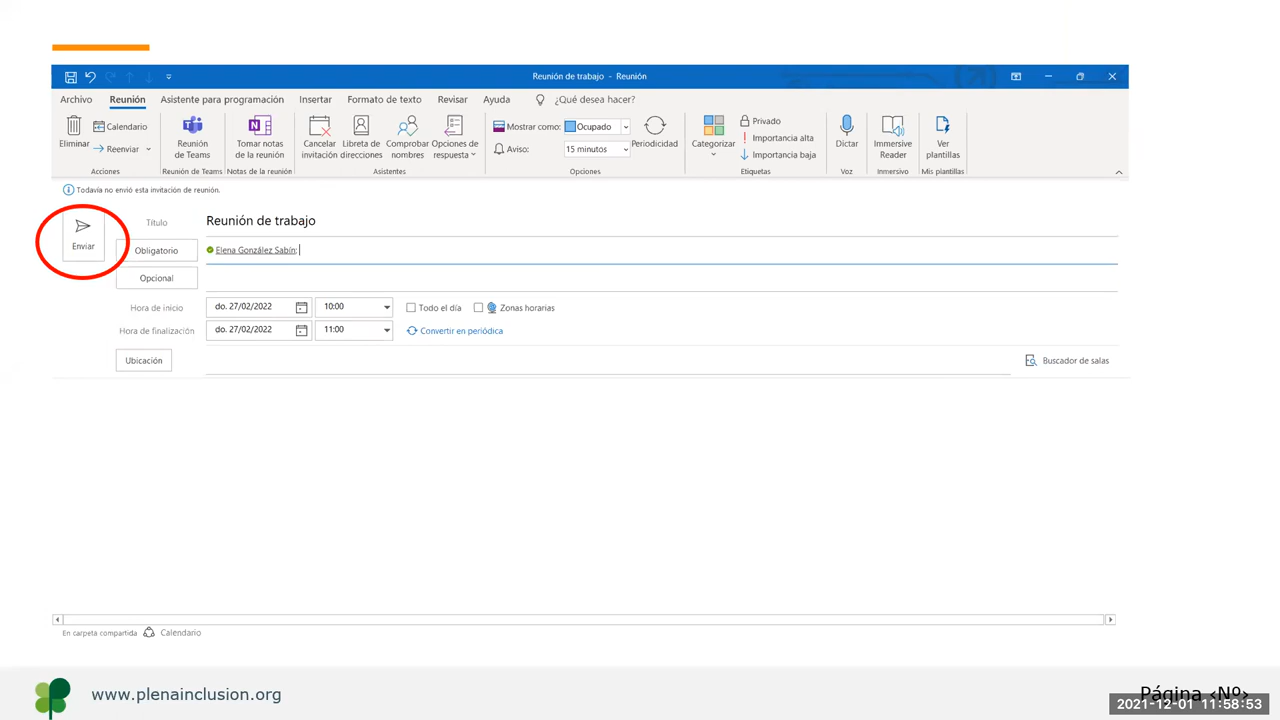 Reunión de trabajo - Reunión
Archivo Reunión Asistente para programación Insertar Formato de texto Revisar Ayuda ¿Qué desea hacer?
Eliminar Calendario Reenviar Reunión de Teams Tomar notas de la reunión Cancelar invitación Libreta de direcciones Comprobar nombres Opciones de respuesta Mostrar como: Ocupado Aviso: 15 minutos Periodicidad Categorizar Privado Importancia alta Importancia baja Dictar Immersive Reader Ver plantillas
Acciones Reunión de Teams Notas de la reunión Asistentes Opciones Etiquetas Voz Inmersivo Mis plantillas
Todavía no envió esta invitación de reunión.
Enviar
Título Reunión de trabajo
Obligatorio Elena González Sabín;
Opcional
Hora de inicio do. 27/02/2022 10:00 Todo el día Zonas horarias
Hora de finalización do. 27/02/2022 11:00 Convertir en periódica
Ubicación Buscador de salas
En carpeta compartida Calendario
www.plenainclusion.org
Página ‹Nº›
2021-12-01 11:58:53